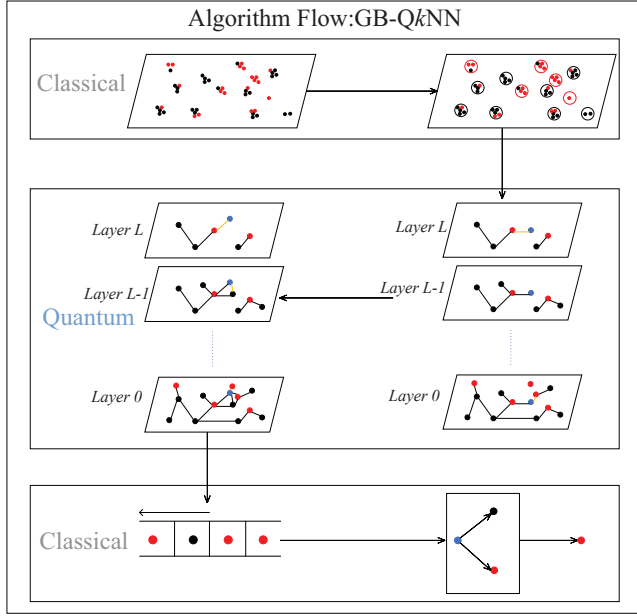 Algorithm Flow:GB-QkNN
Classical
Layer L
Layer L
Layer L-1
Layer L-1
Quantum
Layer 0
Layer 0
Classical